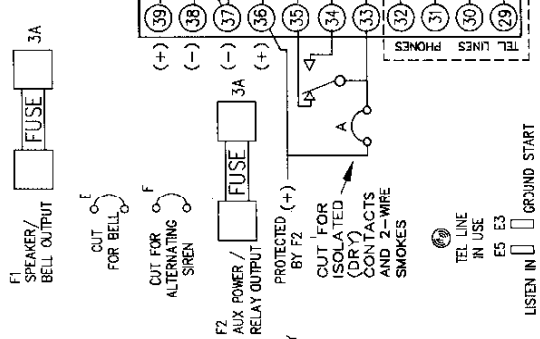 39
38
37
36
35
34
33
32
31
30
29
(+)
(-)
(-)
(+)
PHONES
TEL LINES
3A
FUSE
F1
SPEAKER/
BELL OUTPUT
E
CUT
FOR BELL
F
CUT FOR
ALTERNATING
SIREN
3A
FUSE
F2
AUX POWER /
RELAY OUTPUT
PROTECTED (+)
BY F2
A
CUT FOR
ISOLATED
(DRY)
CONTACTS
AND 2-WIRE
SMOKES
TEL LINE
IN USE
E5 E3
LISTEN IN
GROUND START